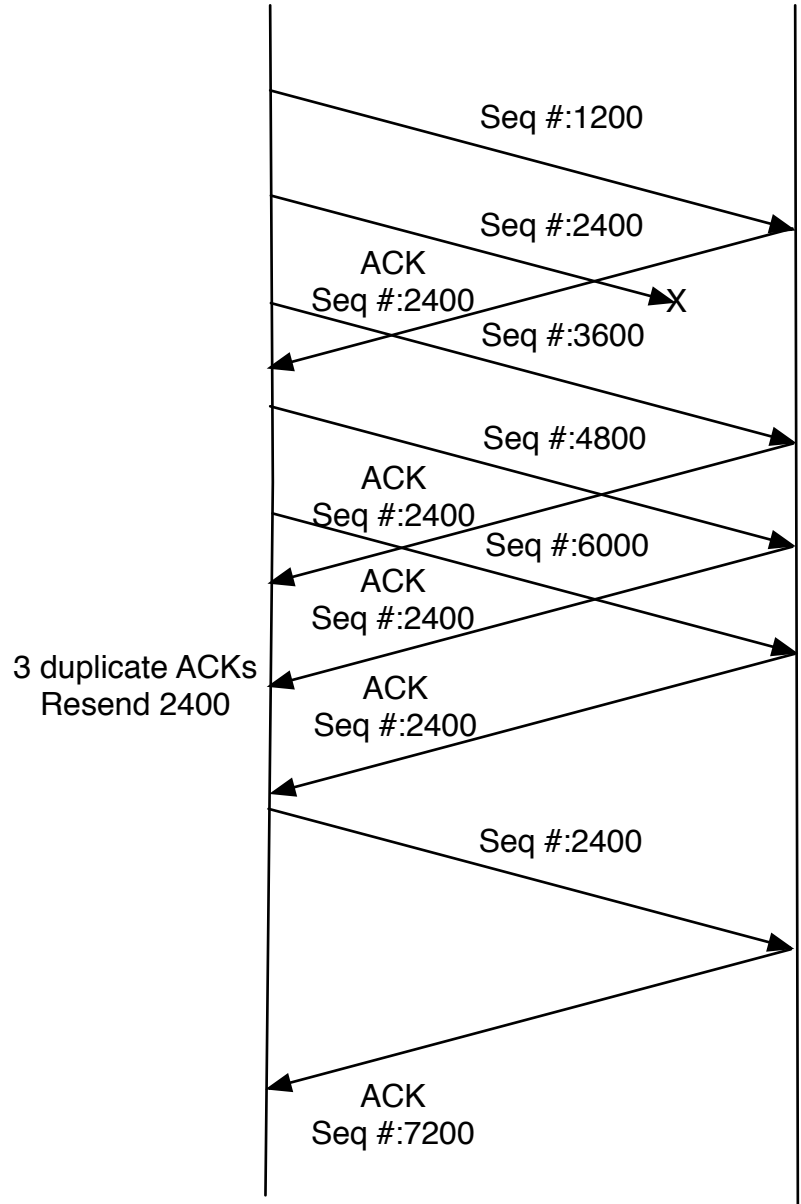 Seq #:1200
Seq #:2400
ACK
Seq #:2400
X
Seq #:3600
Seq #:4800
ACK
Seq #:2400
Seq #:6000
ACK
Seq #:2400
3 duplicate ACKs
Resend 2400
ACK
Seq #:2400
Seq #:2400
ACK
Seq #:7200